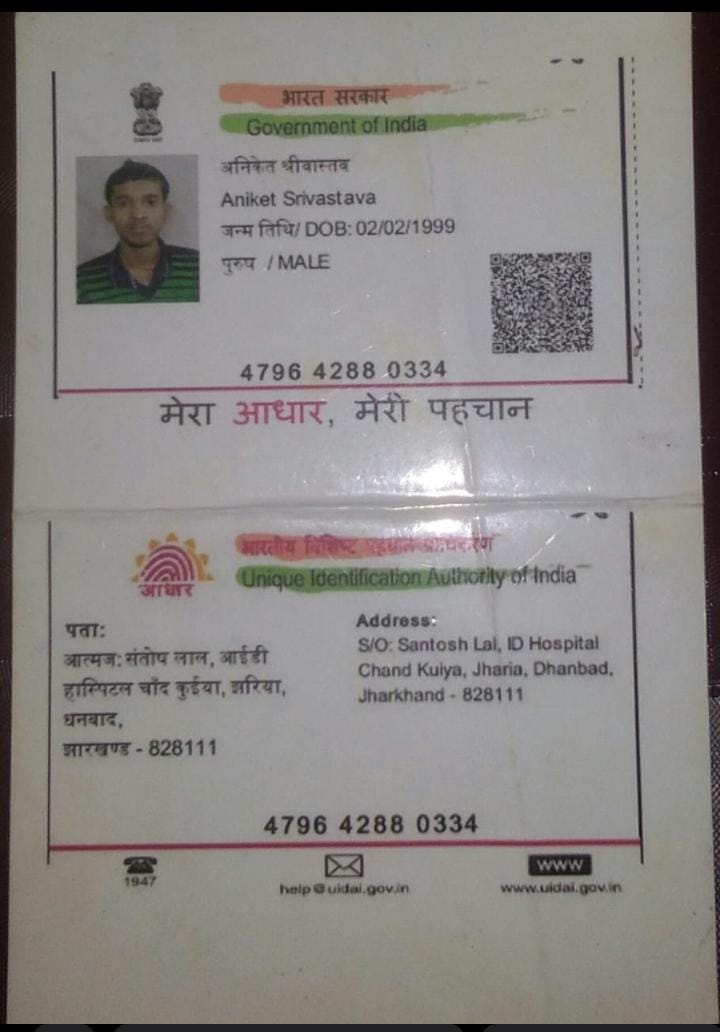 भारत सरकार
Government of India
अनिकेत श्रीवास्तव
Aniket Srivastava
जन्म तिथि/ DOB: 02/02/1999
पुरुष / MALE
4796 4288 0334
मेरा आधार, मेरी पहचान
भारतीय विशिष्ट पहचान प्राधिकरण
Unique Identification Authority of India
आधार
पता:
आत्मज: संतोष लाल, आईडी
हास्पिटल चाँद कुईया, झरिया,
धनबाद,
झारखण्ड - 828111
Address:
S/O: Santosh Lal, ID Hospital
Chand Kuiya, Jharia, Dhanbad,
Jharkhand - 828111
4796 4288 0334
1947
help@uidai.gov.in
www
www.uidai.gov.in